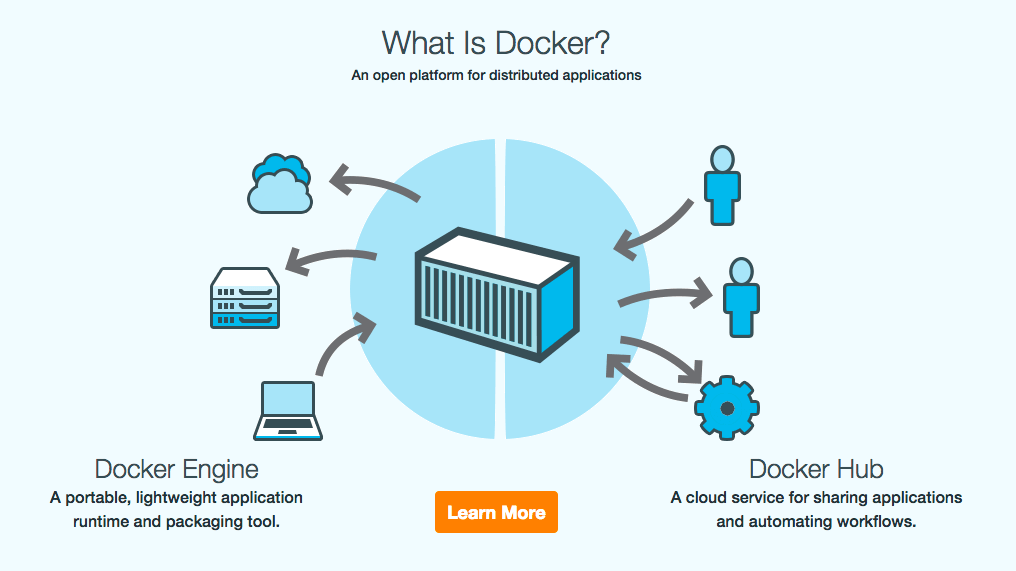 What Is Docker?
An open platform for distributed applications
Docker Engine
A portable, lightweight application
runtime and packaging tool.
Learn More
Docker Hub
A cloud service for sharing applications
and automating workflows.